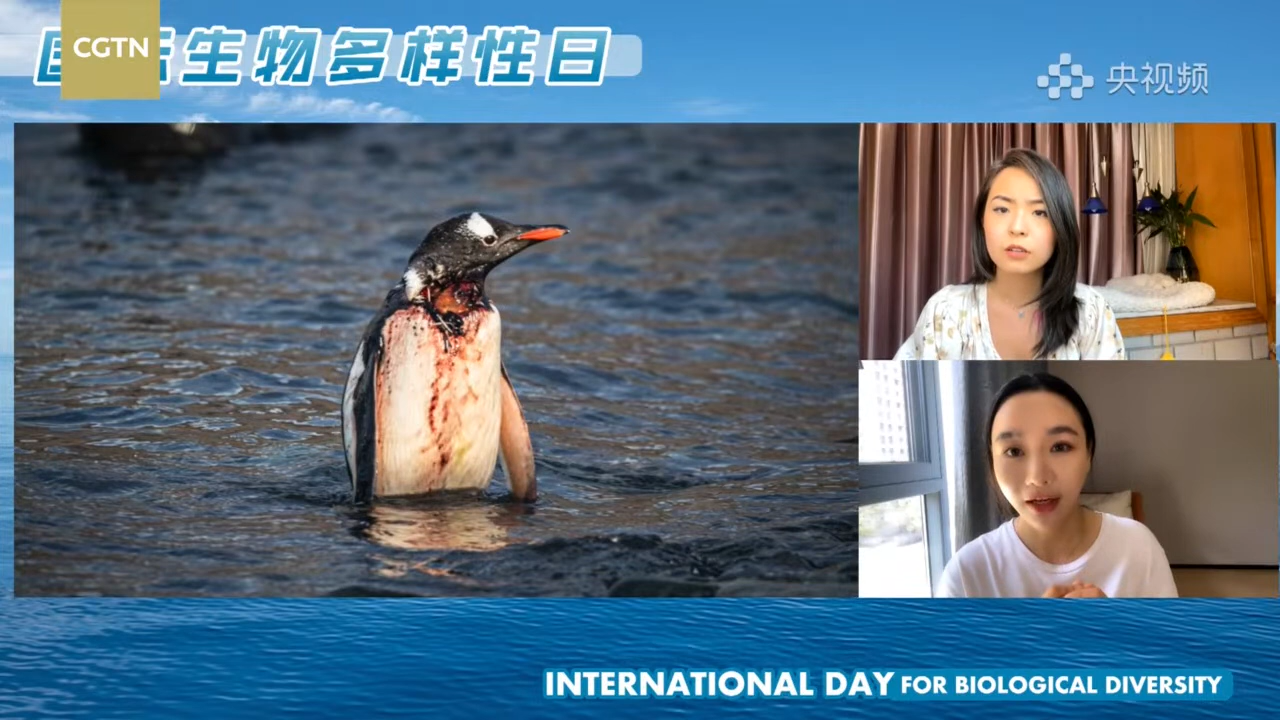 CGTN
生物多样性日
央视频
INTERNATIONAL DAY FOR BIOLOGICAL DIVERSITY